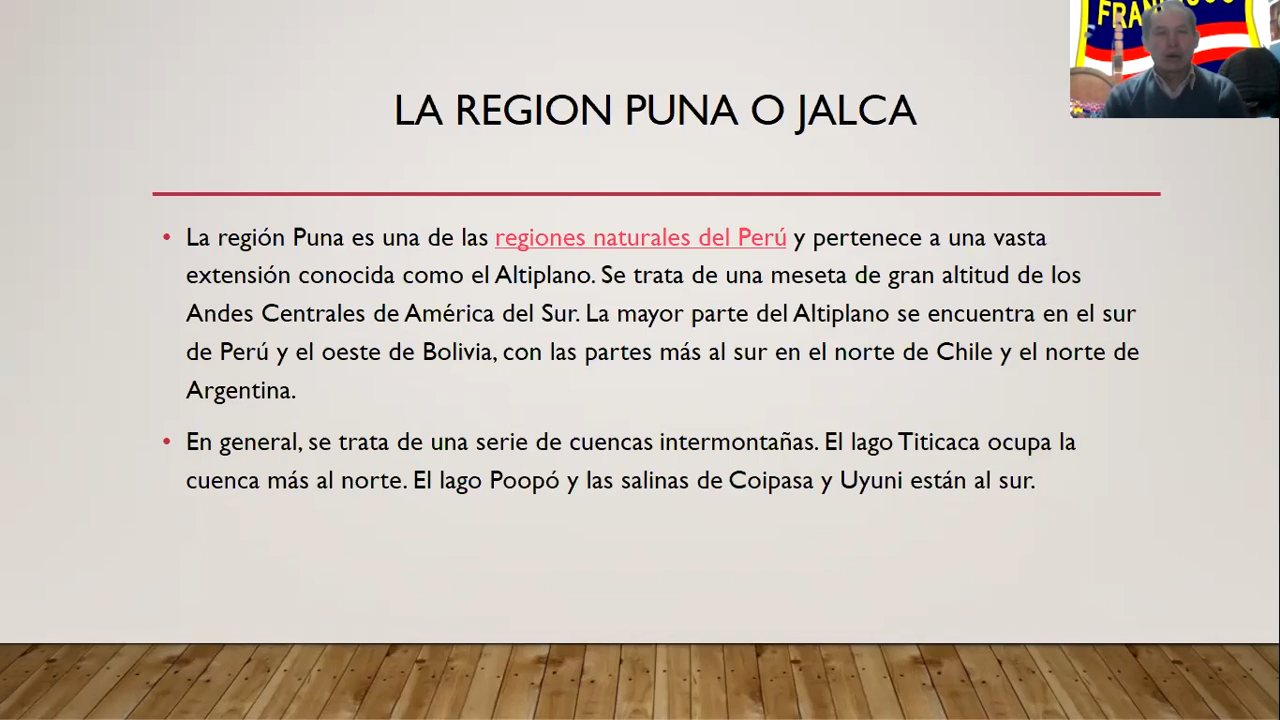 LA REGION PUNA O JALCA
• La región Puna es una de las regiones naturales del Perú y pertenece a una vasta
extensión conocida como el Altiplano. Se trata de una meseta de gran altitud de los
Andes Centrales de América del Sur. La mayor parte del Altiplano se encuentra en el sur
de Perú y el oeste de Bolivia, con las partes más al sur en el norte de Chile y el norte de
Argentina.
• En general, se trata de una serie de cuencas intermontañas. El lago Titicaca ocupa la
cuenca más al norte. El lago Poopó y las salinas de Coipasa y Uyuni están al sur.